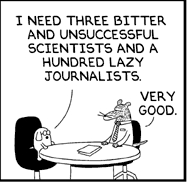 I NEED THREE BITTER
AND UNSUCCESSFUL
SCIENTISTS AND A
HUNDRED LAZY
JOURNALISTS.
VERY
GOOD.